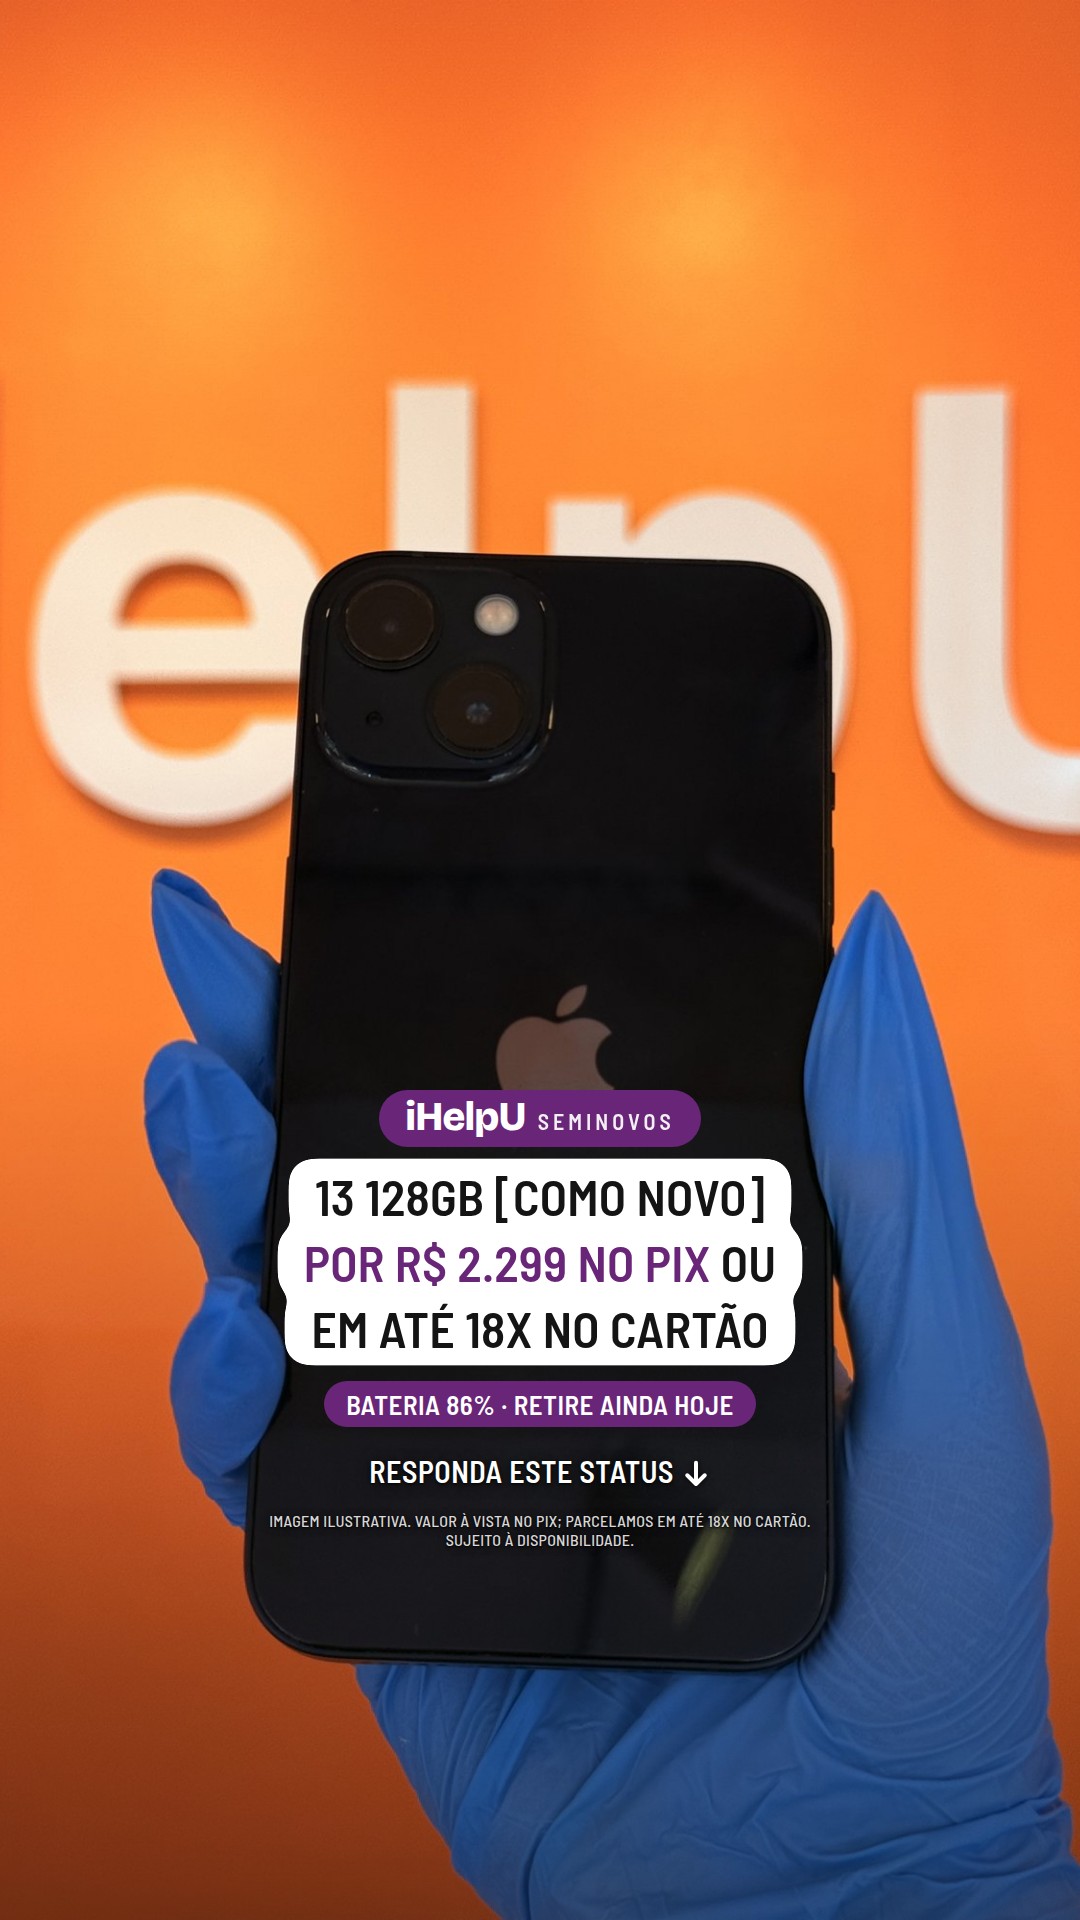 elpU
iHelpU SEMINOVOS
13 128GB [COMO NOVO]
POR R$ 2.299 NO PIX OU
EM ATÉ 18X NO CARTÃO
BATERIA 86% · RETIRE AINDA HOJE
RESPONDA ESTE STATUS ↓
IMAGEM ILUSTRATIVA. VALOR À VISTA NO PIX; PARCELAMOS EM ATÉ 18X NO CARTÃO.
SUJEITO À DISPONIBILIDADE.